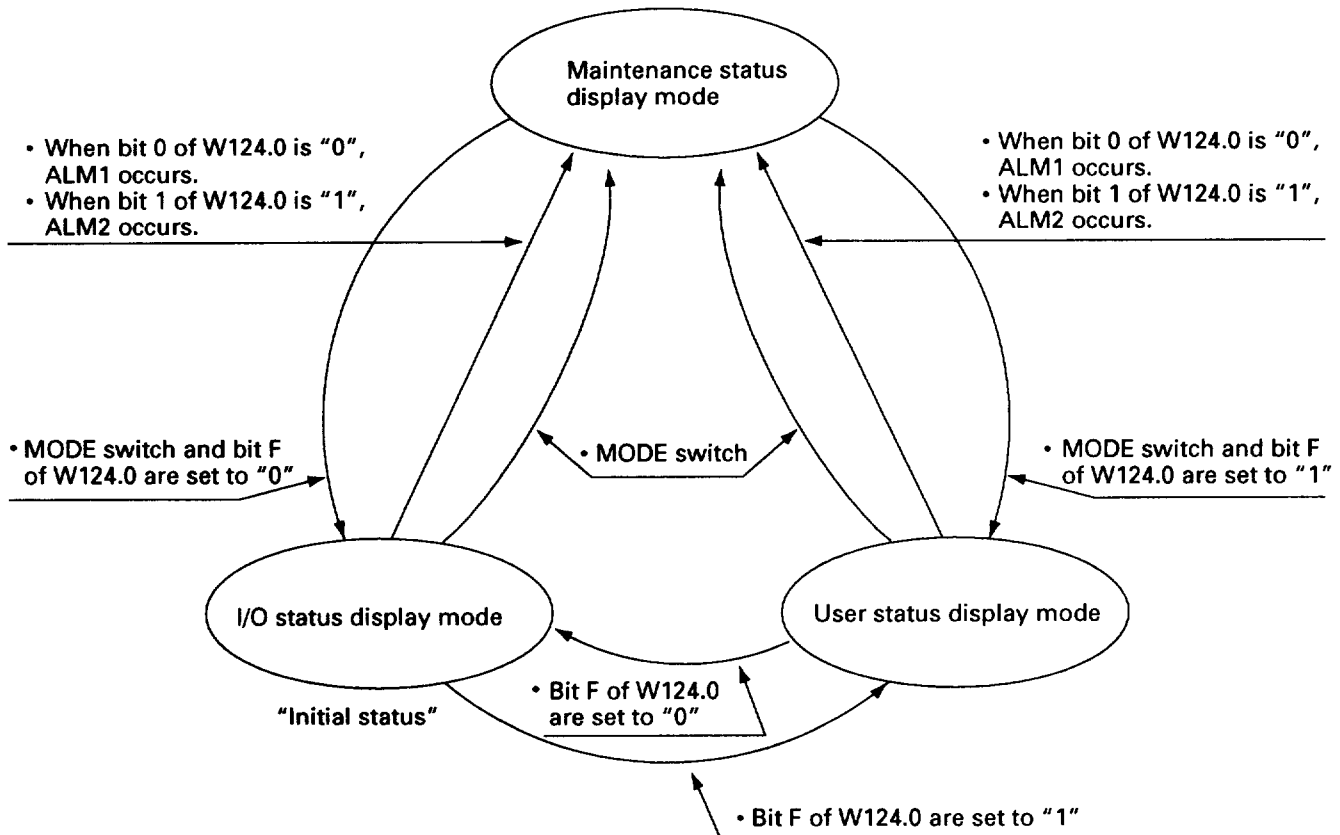 Maintenance status
display mode
• When bit 0 of W124.0 is “0”,
ALM1 occurs.
• When bit 1 of W124.0 is “1”,
ALM2 occurs.
• When bit 0 of W124.0 is “0”,
ALM1 occurs.
• When bit 1 of W124.0 is “1”,
ALM2 occurs.
• MODE switch and bit F
of W124.0 are set to “0”
• MODE switch
• MODE switch and bit F
of W124.0 are set to “1”
I/O status display mode
User status display mode
“Initial status”
• Bit F of W124.0
are set to “0”
• Bit F of W124.0 are set to “1”